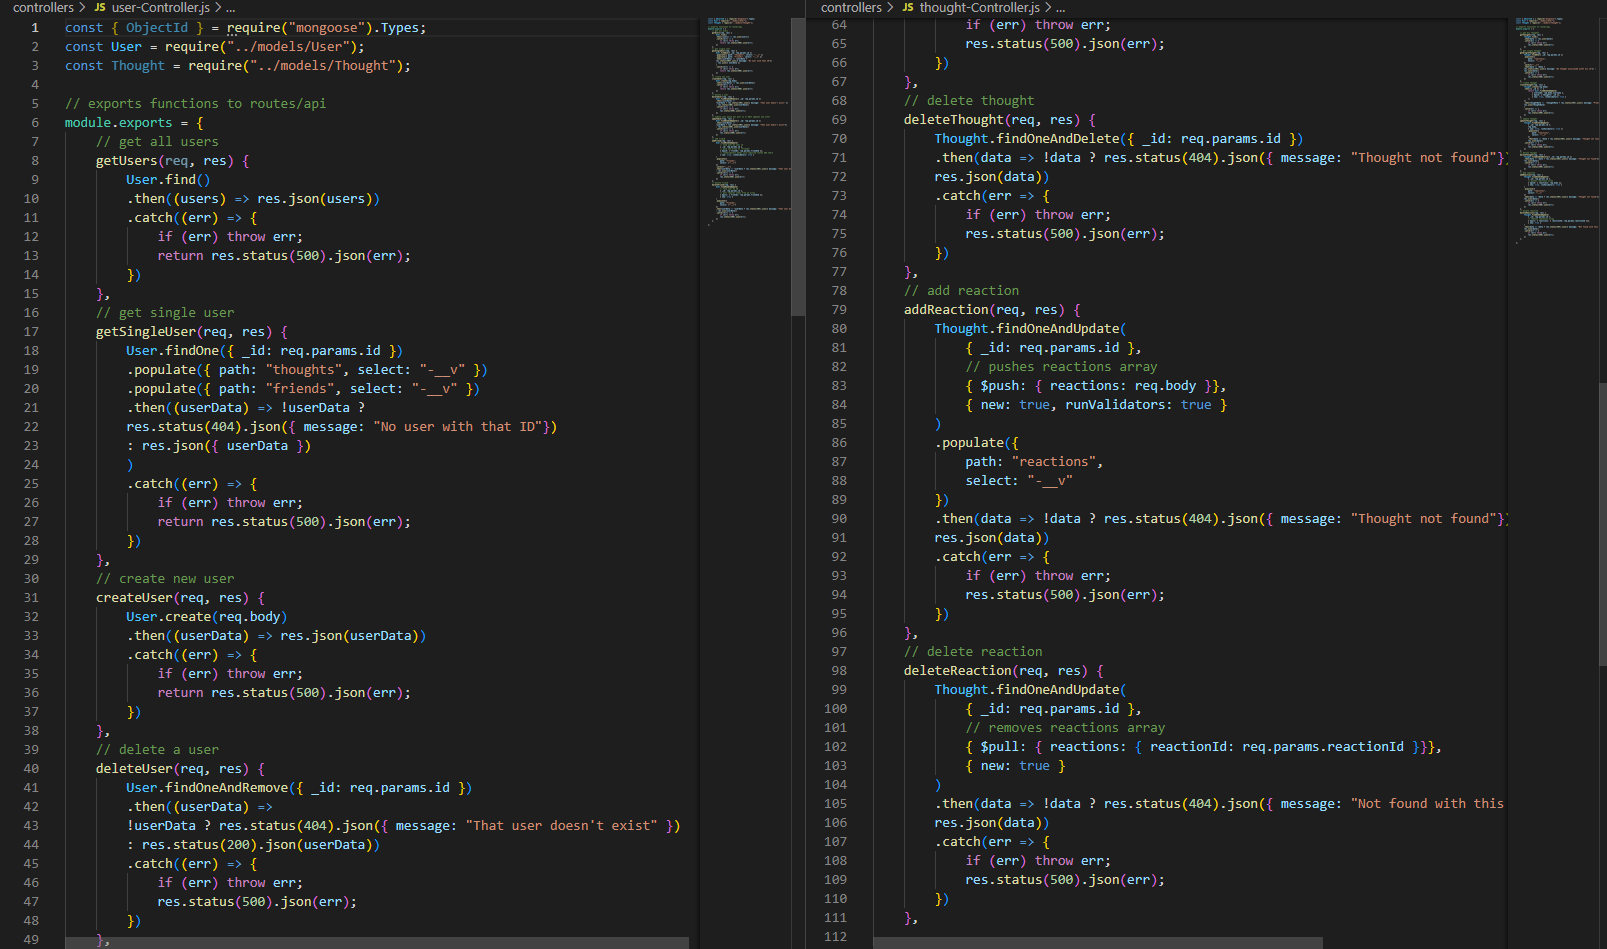 controllers > JS user-Controller.js > ...
1 const { ObjectId } = require("mongoose").Types;
2 const User = require("../models/User");
3 const Thought = require("../models/Thought");
4
5 // exports functions to routes/api
6 module.exports = {
7 // get all users
8 getUsers(req, res) {
9 User.find()
10 .then((users) => res.json(users))
11 .catch((err) => {
12 if (err) throw err;
13 return res.status(500).json(err);
14 })
15 },
16 // get single user
17 getSingleUser(req, res) {
18 User.findOne({ _id: req.params.id })
19 .populate({ path: "thoughts", select: "-__v" })
20 .populate({ path: "friends", select: "-__v" })
21 .then((userData) => !userData ?
22 res.status(404).json({ message: "No user with that ID"})
23 : res.json({ userData })
24 )
25 .catch((err) => {
26 if (err) throw err;
27 return res.status(500).json(err);
28 })
29 },
30 // create new user
31 createUser(req, res) {
32 User.create(req.body)
33 .then((userData) => res.json(userData))
34 .catch((err) => {
35 if (err) throw err;
36 return res.status(500).json(err);
37 })
38 },
39 // delete a user
40 deleteUser(req, res) {
41 User.findOneAndRemove({ _id: req.params.id })
42 .then((userData) =>
43 !userData ? res.status(404).json({ message: "That user doesn't exist" })
44 : res.status(200).json(userData))
45 .catch((err) => {
46 if (err) throw err;
47 res.status(500).json(err);
48 })
49 },
controllers > JS thought-Controller.js > ...
64 if (err) throw err;
65 res.status(500).json(err);
66 })
67 },
68 // delete thought
69 deleteThought(req, res) {
70 Thought.findOneAndDelete({ _id: req.params.id })
71 .then(data => !data ? res.status(404).json({ message: "Thought not found"})
72 res.json(data))
73 .catch(err => {
74 if (err) throw err;
75 res.status(500).json(err);
76 })
77 },
78 // add reaction
79 addReaction(req, res) {
80 Thought.findOneAndUpdate(
81 { _id: req.params.id },
82 // pushes reactions array
83 { $push: { reactions: req.body }},
84 { new: true, runValidators: true }
85 )
86 .populate({
87 path: "reactions",
88 select: "-__v"
89 })
90 .then(data => !data ? res.status(404).json({ message: "Thought not found"})
91 res.json(data))
92 .catch(err => {
93 if (err) throw err;
94 res.status(500).json(err);
95 })
96 },
97 // delete reaction
98 deleteReaction(req, res) {
99 Thought.findOneAndUpdate(
100 { _id: req.params.id },
101 // removes reactions array
102 { $pull: { reactions: { reactionId: req.params.reactionId }}},
103 { new: true }
104 )
105 .then(data => !data ? res.status(404).json({ message: "Not found with this
106 res.json(data))
107 .catch(err => {
108 if (err) throw err;
109 res.status(500).json(err);
110 })
111 },
112